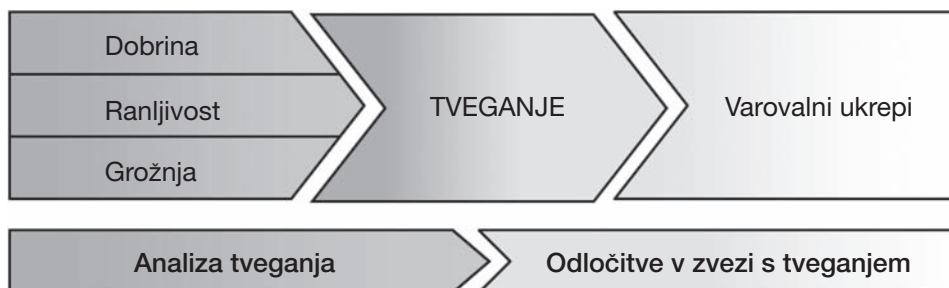 Dobrina
Ranljivost
Grožnja
TVEGANJE
Varovalni ukrepi
Analiza tveganja
Odločitve v zvezi s tveganjem